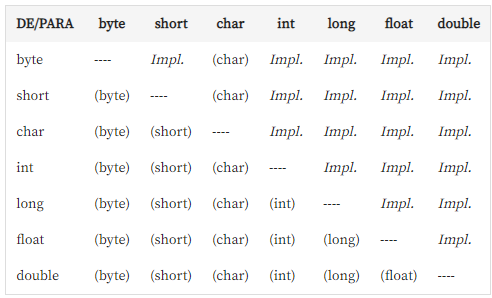 DE/PARA byte short char int long float double
byte ---- Impl. (char) Impl. Impl. Impl. Impl.
short (byte) ---- (char) Impl. Impl. Impl. Impl.
char (byte) (short) ---- Impl. Impl. Impl. Impl.
int (byte) (short) (char) ---- Impl. Impl. Impl.
long (byte) (short) (char) (int) ---- Impl. Impl.
float (byte) (short) (char) (int) (long) ---- Impl.
double (byte) (short) (char) (int) (long) (float) ----